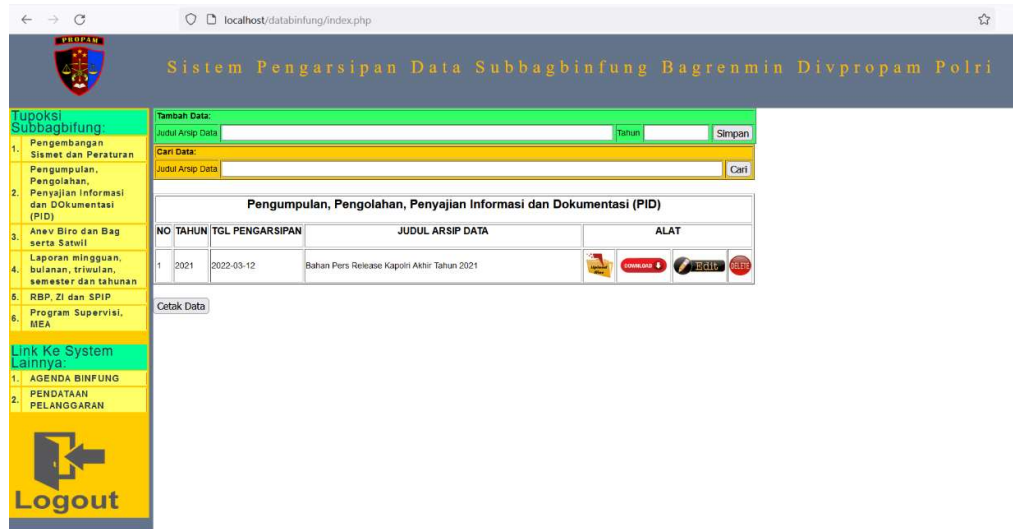 localhost/databinfung/index.php
PROPAM
Sistem Pengarsipan Data Subbagbinfung Bagrenmin Divpropam Polri
Tupoksi
Subbagbifung:
1. Pengembangan
Sismet dan Peraturan
2. Pengumpulan,
Pengolahan,
Penyajian Informasi
dan DOkumentasi
(PID)
3. Anev Biro dan Bag
serta Satwil
4. Laporan mingguan,
bulanan, triwulan,
semester dan tahunan
5. RBP, ZI dan SPIP
6. Program Supervisi,
MEA
Link Ke System
Lainnya:
1. AGENDA BINFUNG
2. PENDATAAN
PELANGGARAN
Logout
Tambah Data:
Judul Arsip Data Tahun Simpan
Cari Data:
Judul Arsip Data Cari
Pengumpulan, Pengolahan, Penyajian Informasi dan Dokumentasi (PID)
NO TAHUN TGL PENGARSIPAN JUDUL ARSIP DATA ALAT
1 2021 2022-03-12 Bahan Pers Release Kapolri Akhir Tahun 2021 Upload files DOWNLOAD Edit DELETE
Cetak Data